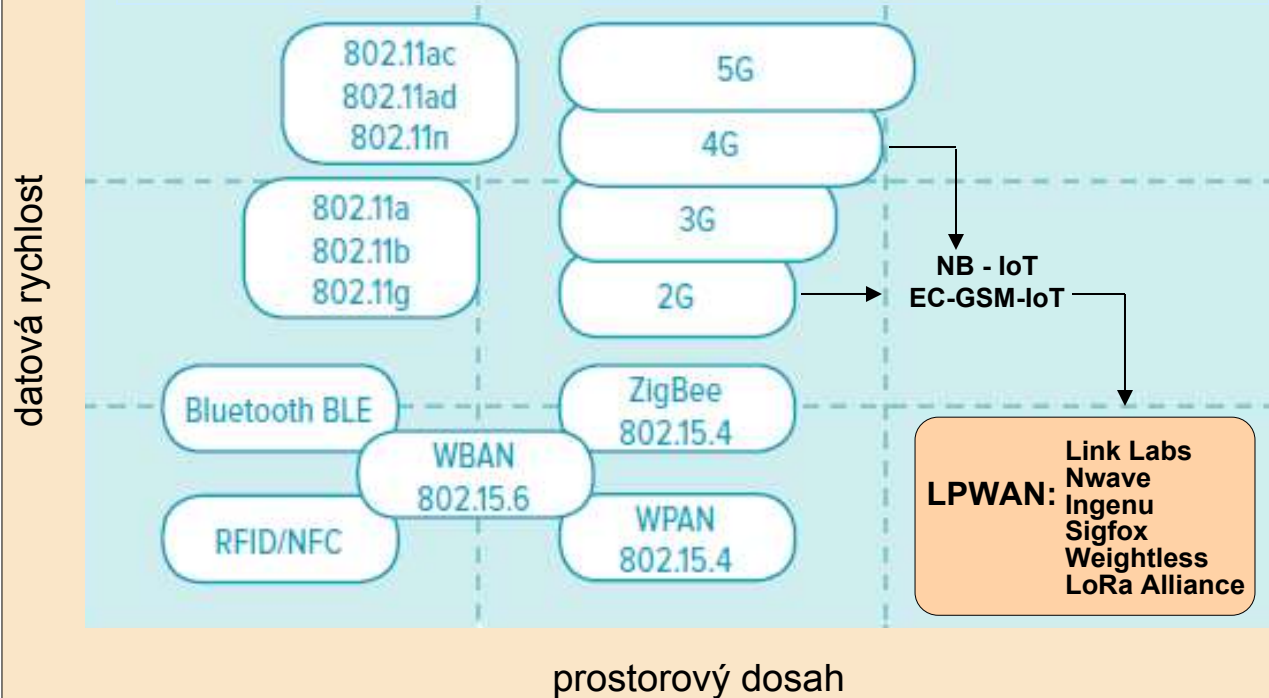 datová rychlost
802.11ac
802.11ad
802.11n
5G
4G
802.11a
802.11b
802.11g
3G
2G
NB - IoT
EC-GSM-IoT
Bluetooth BLE
ZigBee
802.15.4
WBAN
802.15.6
RFID/NFC
WPAN
802.15.4
LPWAN:
Link Labs
Nwave
Ingenu
Sigfox
Weightless
LoRa Alliance
prostorový dosah